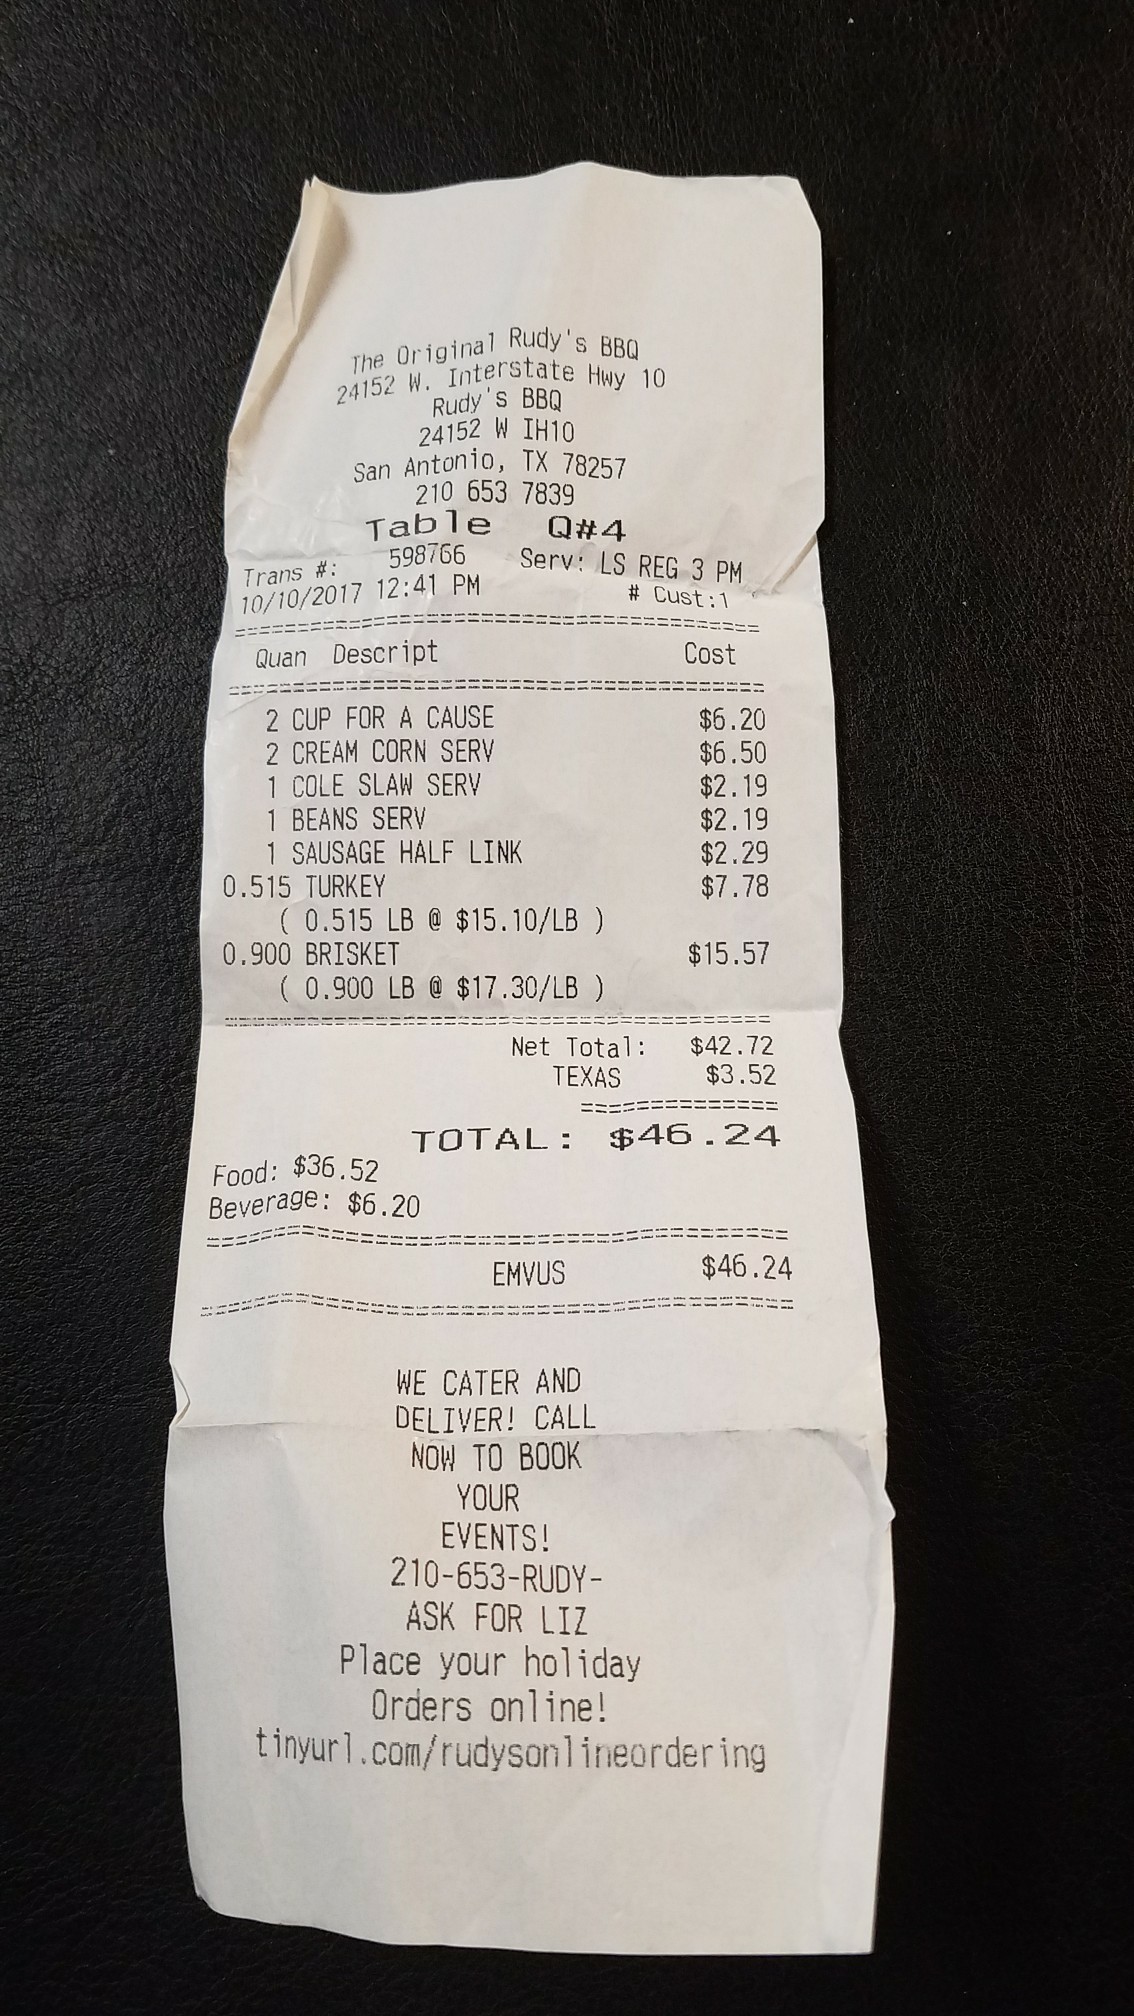 The Original Rudy's BBQ
24152 W. Interstate Hwy 10
Rudy's BBQ
24152 W IH10
San Antonio, TX 78257
210 653 7839
Table Q#4
Trans #: 598766 Serv: LS REG 3 PM
10/10/2017 12:41 PM # Cust:1
=======================================
Quan Descript Cost
=======================================
2 CUP FOR A CAUSE $6.20
2 CREAM CORN SERV $6.50
1 COLE SLAW SERV $2.19
1 BEANS SERV $2.19
1 SAUSAGE HALF LINK $2.29
0.515 TURKEY $7.78
( 0.515 LB @ $15.10/LB )
0.900 BRISKET $15.57
( 0.900 LB @ $17.30/LB )
=======================================
Net Total: $42.72
TEXAS $3.52
==============
TOTAL: $46.24
Food: $36.52
Beverage: $6.20
=======================================
EMVUS $46.24
=======================================
WE CATER AND
DELIVER! CALL
NOW TO BOOK
YOUR
EVENTS!
210-653-RUDY-
ASK FOR LIZ
Place your holiday
Orders online!
tinyurl.com/rudysonlineordering